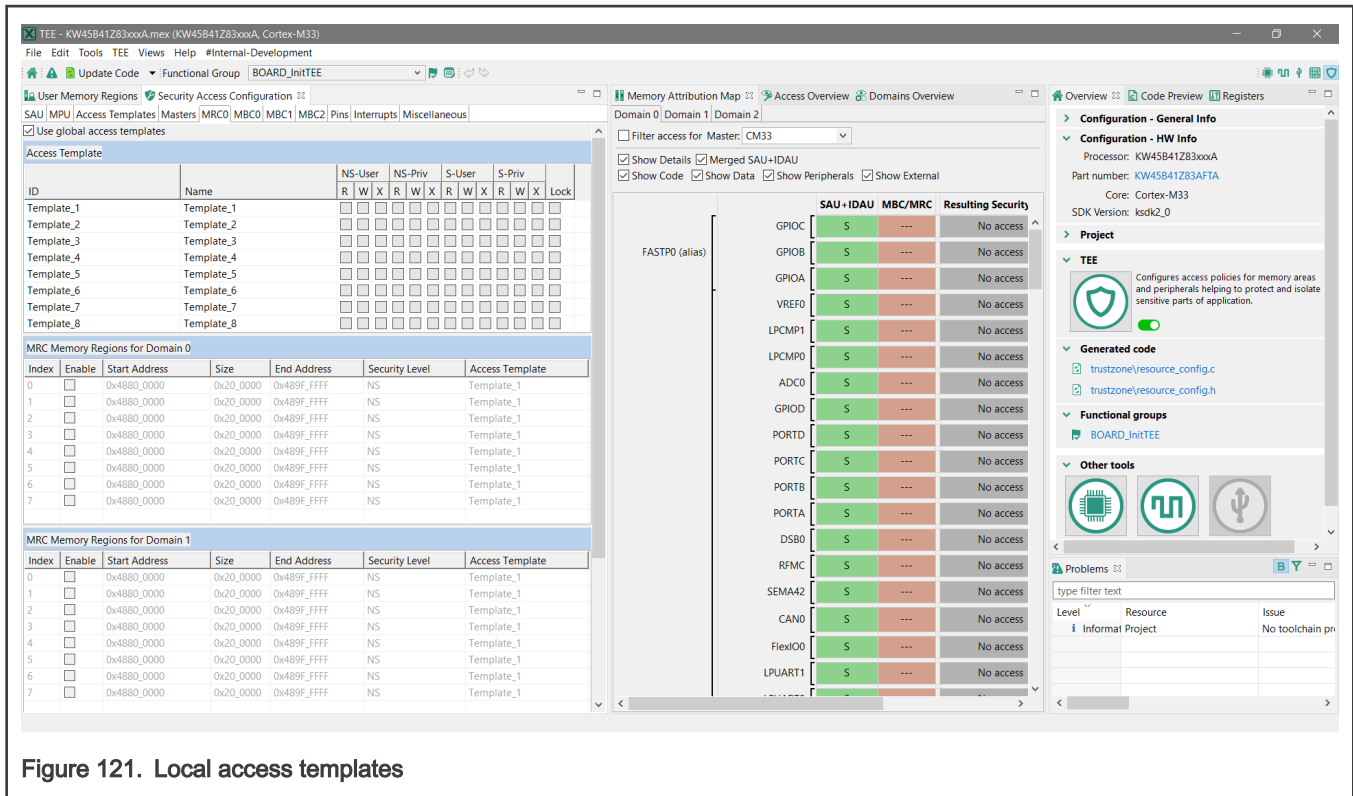 TEE - KW45B41Z83xxxA.mex (KW45B41Z83xxxA, Cortex-M33)
File Edit Tools TEE Views Help #Internal-Development
Update Code Functional Group BOARD_InitTEE
User Memory Regions Security Access Configuration
SAU MPU Access Templates Masters MRC0 MBC0 MBC1 MBC2 Pins Interrupts Miscellaneous
Use global access templates
Access Template
NS-User NS-Priv S-User S-Priv
ID Name R W X R W X R W X R W X Lock
Template_1 Template_1
Template_2 Template_2
Template_3 Template_3
Template_4 Template_4
Template_5 Template_5
Template_6 Template_6
Template_7 Template_7
Template_8 Template_8
MRC Memory Regions for Domain 0
Index Enable Start Address Size End Address Security Level Access Template
0 0x4880_0000 0x20_0000 0x489F_FFFF NS Template_1
1 0x4880_0000 0x20_0000 0x489F_FFFF NS Template_1
2 0x4880_0000 0x20_0000 0x489F_FFFF NS Template_1
3 0x4880_0000 0x20_0000 0x489F_FFFF NS Template_1
4 0x4880_0000 0x20_0000 0x489F_FFFF NS Template_1
5 0x4880_0000 0x20_0000 0x489F_FFFF NS Template_1
6 0x4880_0000 0x20_0000 0x489F_FFFF NS Template_1
7 0x4880_0000 0x20_0000 0x489F_FFFF NS Template_1
MRC Memory Regions for Domain 1
Index Enable Start Address Size End Address Security Level Access Template
0 0x4880_0000 0x20_0000 0x489F_FFFF NS Template_1
1 0x4880_0000 0x20_0000 0x489F_FFFF NS Template_1
2 0x4880_0000 0x20_0000 0x489F_FFFF NS Template_1
3 0x4880_0000 0x20_0000 0x489F_FFFF NS Template_1
4 0x4880_0000 0x20_0000 0x489F_FFFF NS Template_1
5 0x4880_0000 0x20_0000 0x489F_FFFF NS Template_1
6 0x4880_0000 0x20_0000 0x489F_FFFF NS Template_1
7 0x4880_0000 0x20_0000 0x489F_FFFF NS Template_1
Memory Attribution Map Access Overview Domains Overview
Domain 0 Domain 1 Domain 2
Filter access for Master: CM33
Show Details Merged SAU+IDAU
Show Code Show Data Show Peripherals Show External
SAU+IDAU MBC/MRC Resulting Security
GPIOC S --- No access
FASTP0 (alias) GPIOB S --- No access
GPIOA S --- No access
VREF0 S --- No access
LPCMP1 S --- No access
LPCMP0 S --- No access
ADC0 S --- No access
GPIOD S --- No access
PORTD S --- No access
PORTC S --- No access
PORTB S --- No access
PORTA S --- No access
DSB0 S --- No access
RFMC S --- No access
SEMA42 S --- No access
CAN0 S --- No access
FlexIO0 S --- No access
LPUART1 S --- No access
Overview Code Preview Registers
Configuration - General Info
Configuration - HW Info
Processor: KW45B41Z83xxxA
Part number: KW45B41Z83AFTA
Core: Cortex-M33
SDK Version: ksdk2_0
Project
TEE
Configures access policies for memory areas
and peripherals helping to protect and isolate
sensitive parts of application.
Generated code
trustzone\resource_config.c
trustzone\resource_config.h
Functional groups
BOARD_InitTEE
Other tools
Problems
B
type filter text
Level Resource Issue
Informat Project No toolchain pr
Figure 121. Local access templates